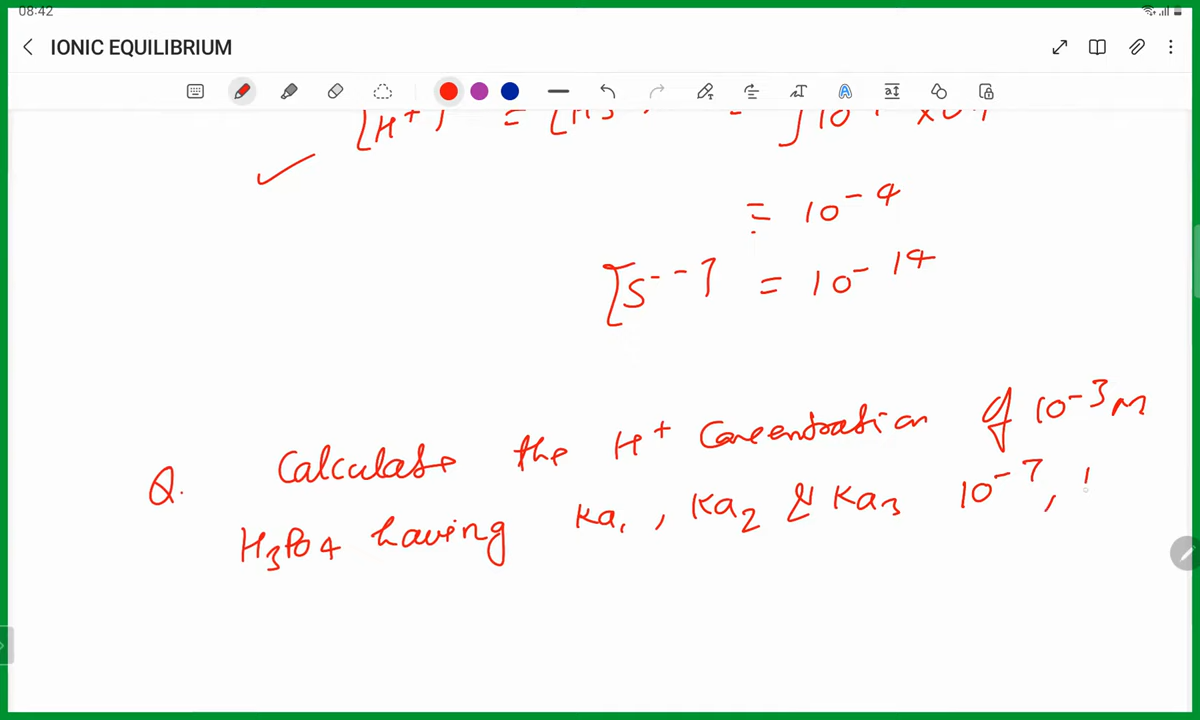 08:42
IONIC EQUILIBRIUM
= 10⁻⁴
[S⁻⁻] = 10⁻¹⁴
Q. Calculate the H⁺ Concentration of 10⁻³ M
H₃PO₄ having Ka₁, Ka₂ & Ka₃ 10⁻⁷,